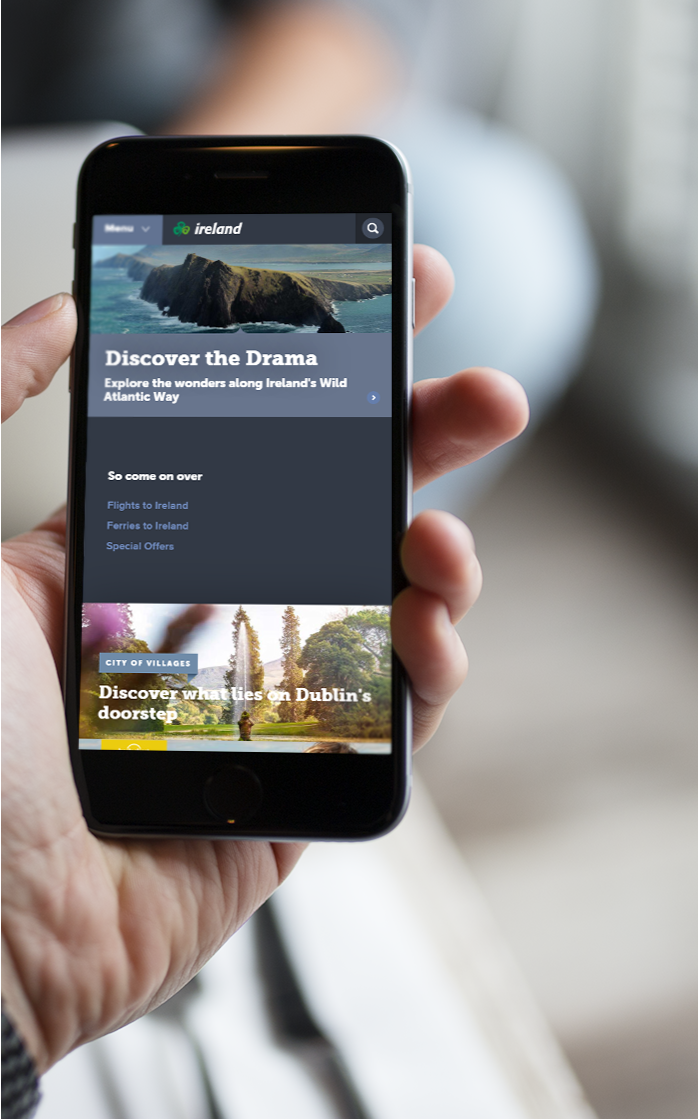 Menu
ireland
Discover the Drama
Explore the wonders along Ireland's Wild
Atlantic Way
So come on over
Flights to Ireland
Ferries to Ireland
Special Offers
CITY OF VILLAGES
Discover what lies on Dublin's
doorstep